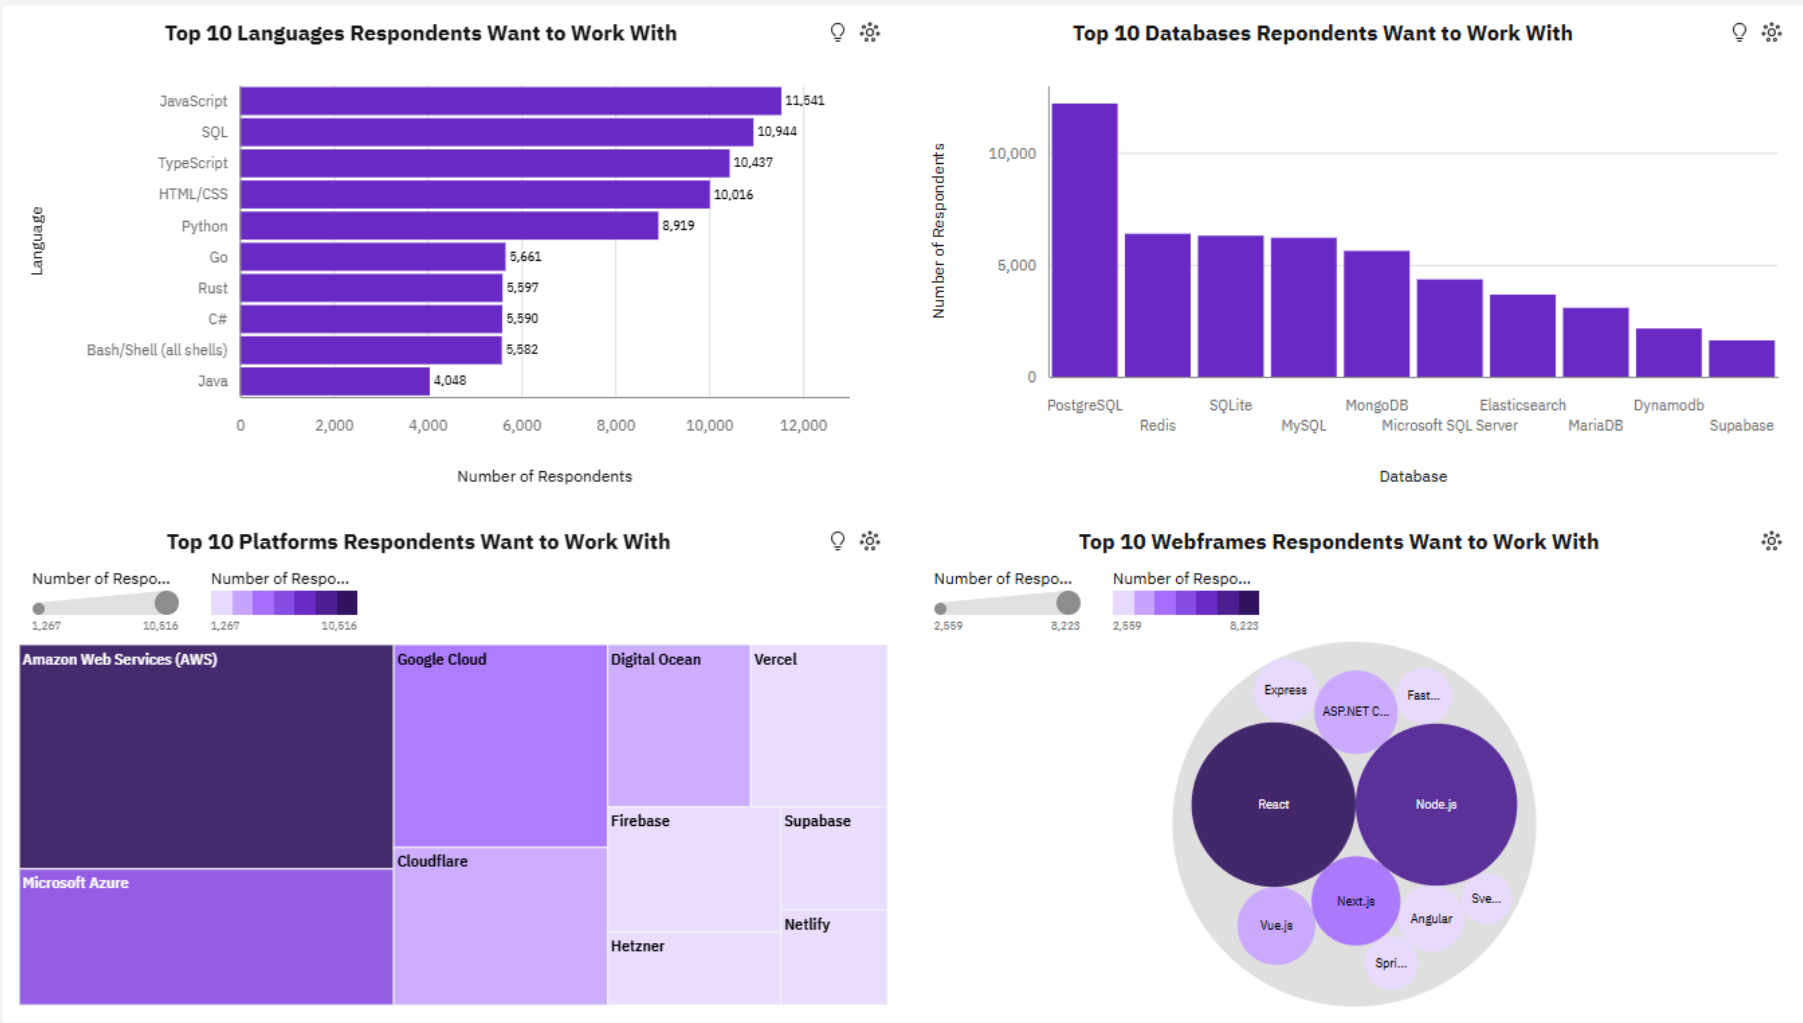 Top 10 Languages Respondents Want to Work With
Language
JavaScript 11,541
SQL 10,944
TypeScript 10,437
HTML/CSS 10,016
Python 8,919
Go 5,661
Rust 5,597
C# 5,590
Bash/Shell (all shells) 5,582
Java 4,048
0 2,000 4,000 6,000 8,000 10,000 12,000
Number of Respondents
Top 10 Databases Repondents Want to Work With
Number of Respondents
10,000
5,000
0
PostgreSQL SQLite MongoDB Elasticsearch Dynamodb
Redis MySQL Microsoft SQL Server MariaDB Supabase
Database
Top 10 Platforms Respondents Want to Work With
Number of Respo... Number of Respo...
1,267 10,516 1,267 10,516
Amazon Web Services (AWS) Google Cloud Digital Ocean Vercel
Firebase Supabase
Cloudflare
Microsoft Azure
Netlify
Hetzner
Top 10 Webframes Respondents Want to Work With
Number of Respo... Number of Respo...
2,559 8,223 2,559 8,223
Express ASP.NET C... Fast...
React Node.js
Next.js Sve...
Vue.js Angular
Spri...